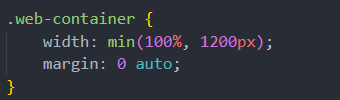 .web-container {
    width: min(100%, 1200px);
    margin: 0 auto;
}